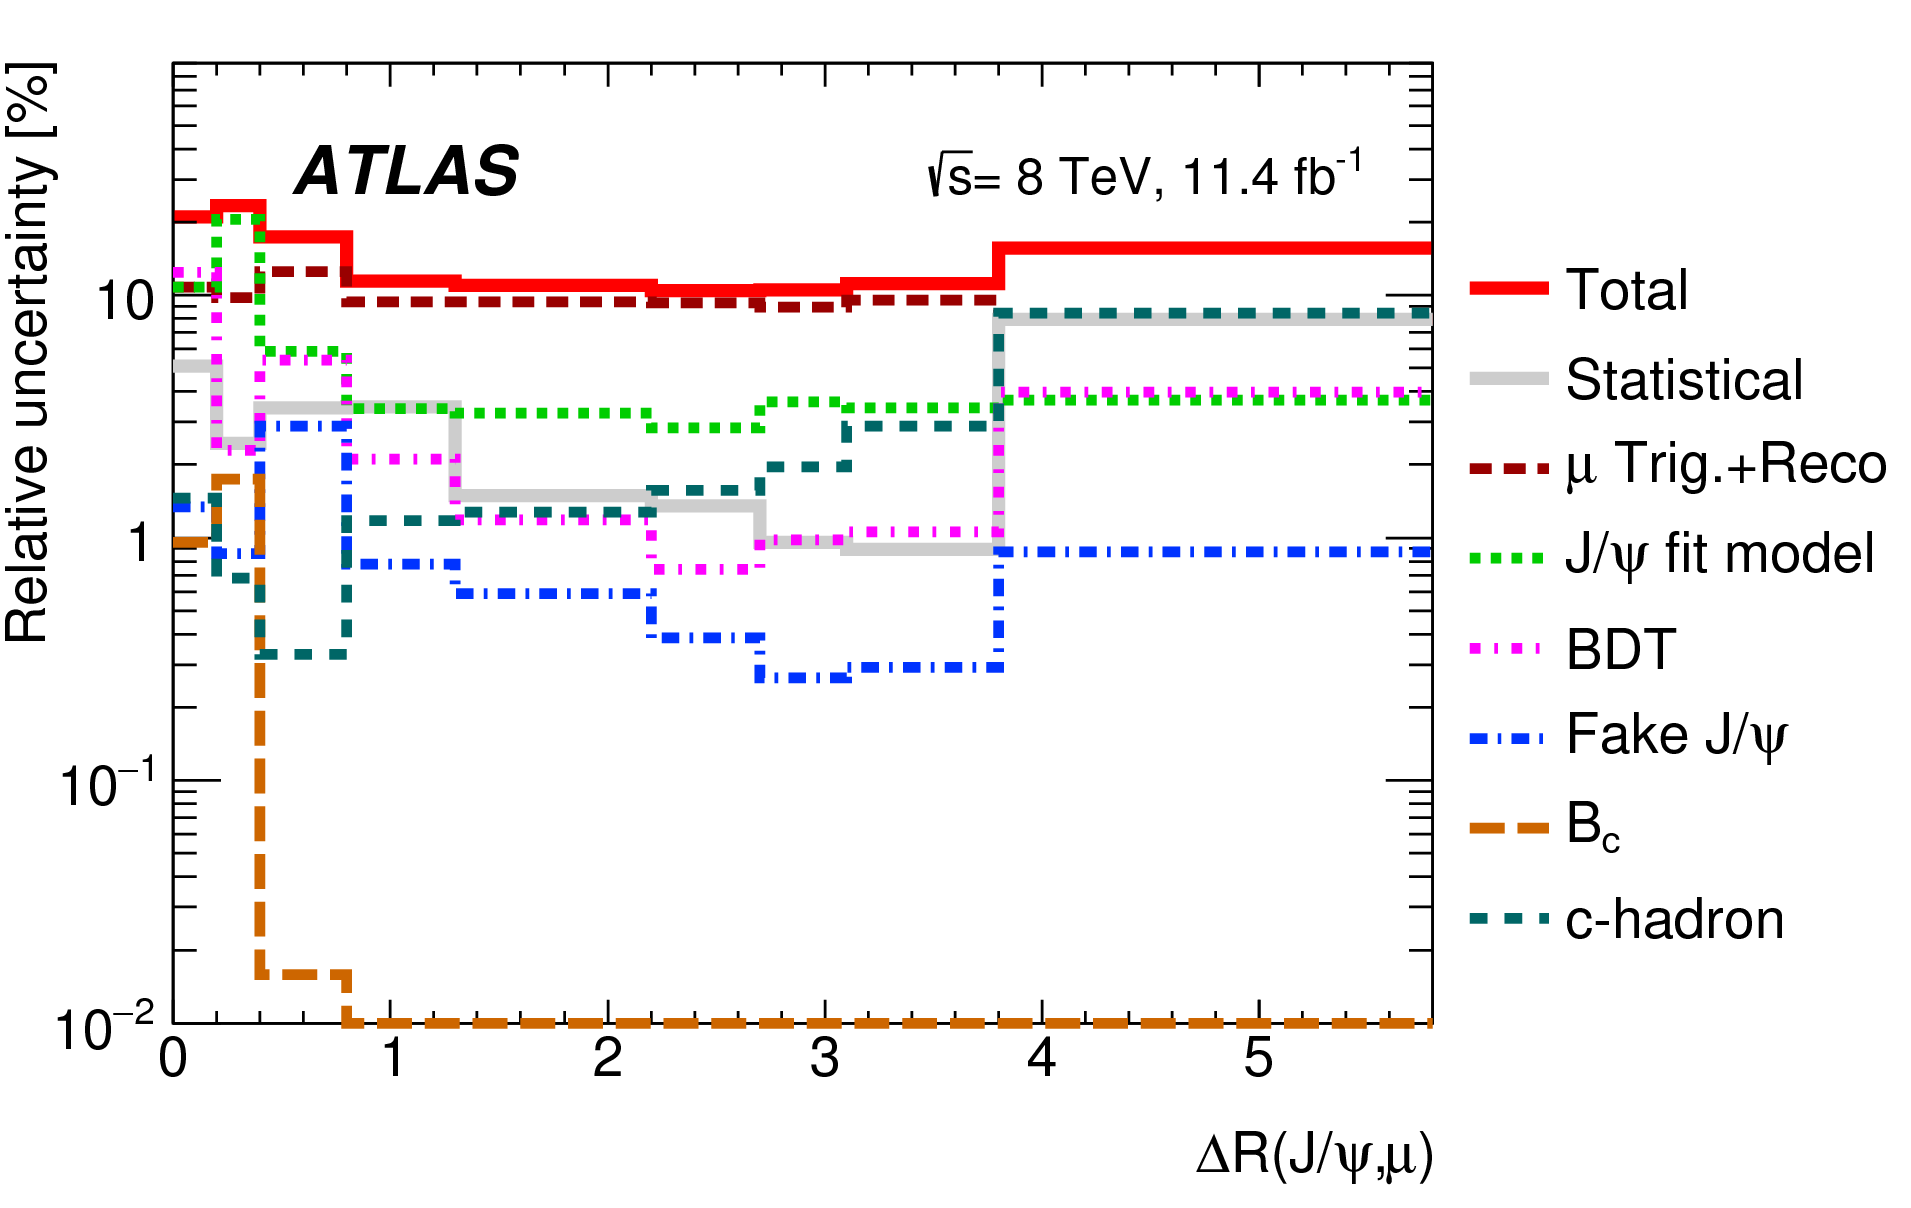 Relative uncertainty [%]
ATLAS
√s= 8 TeV, 11.4 fb⁻¹
10
1
10⁻¹
10⁻²
0 1 2 3 4 5
ΔR(J/ψ,μ)
Total
Statistical
μ Trig.+Reco
J/ψ fit model
BDT
Fake J/ψ
B_c
c-hadron